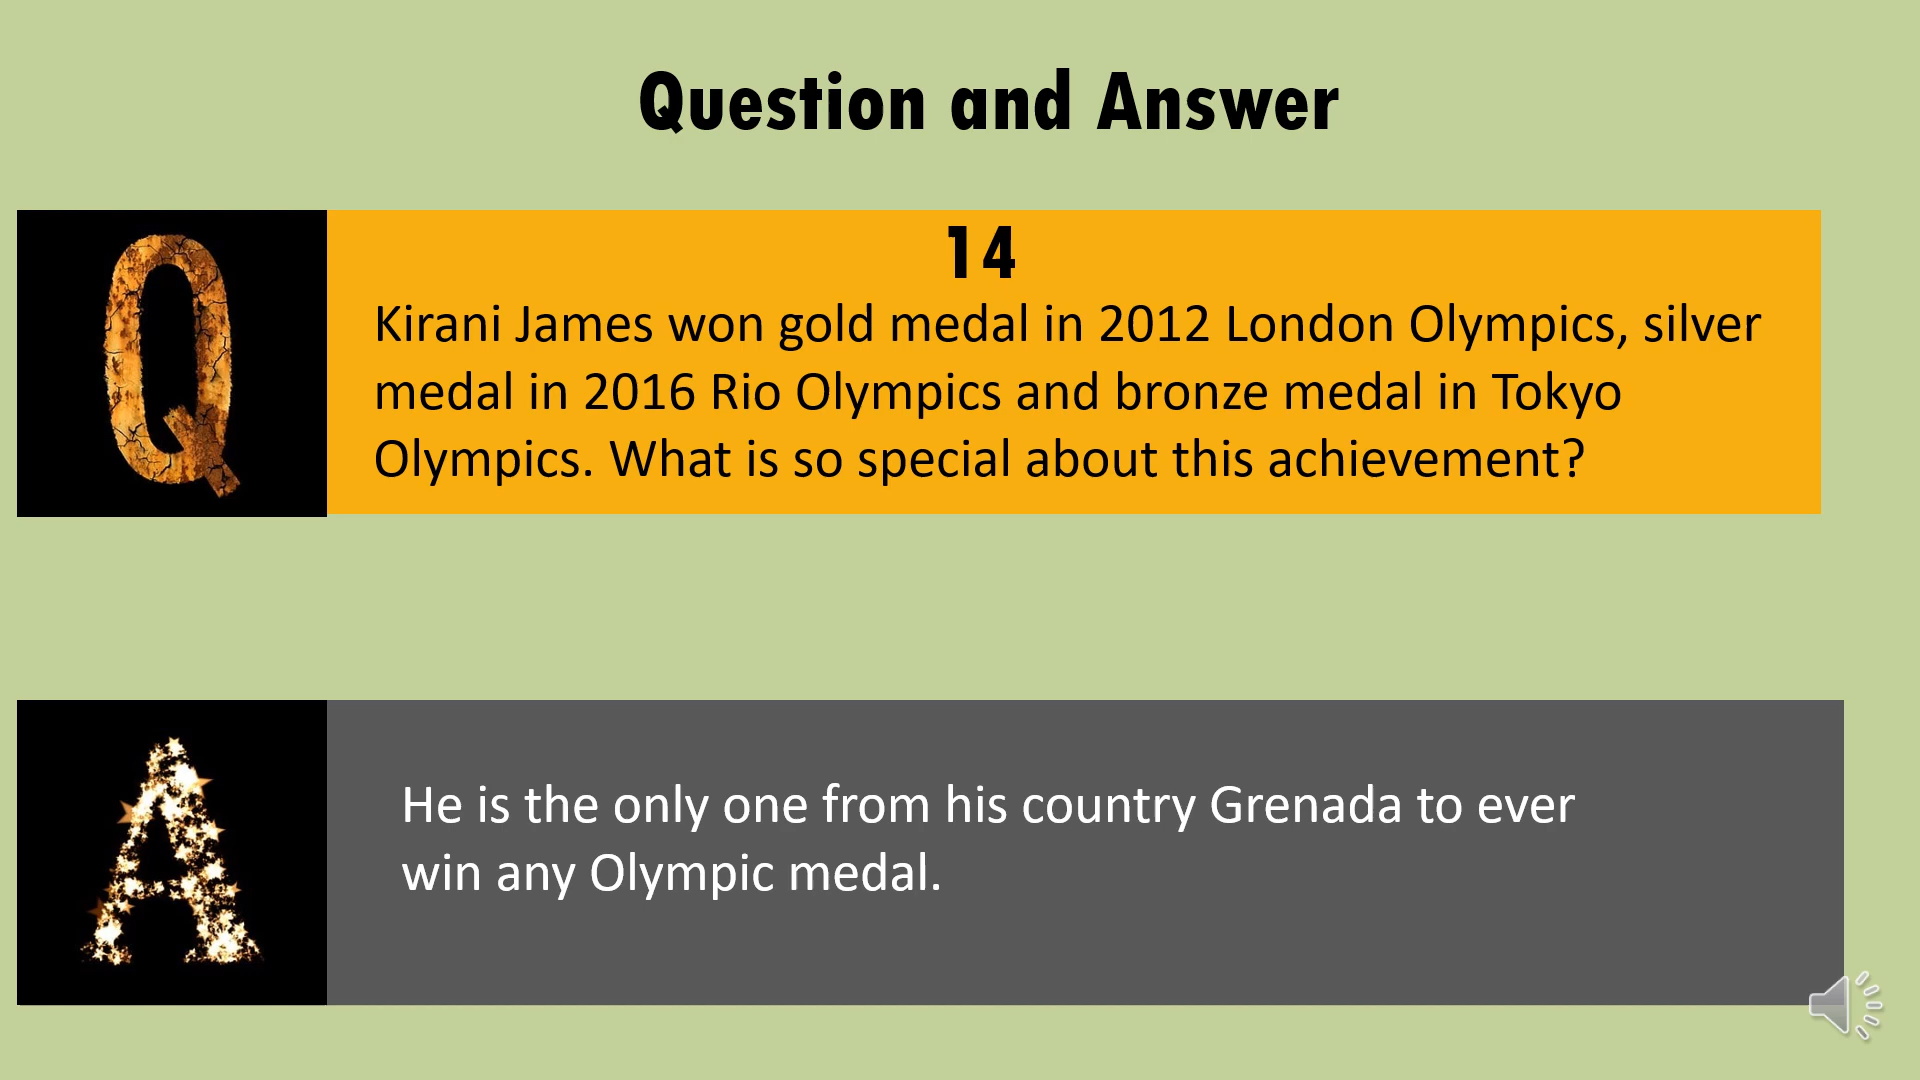 Question and Answer
Q
14
Kirani James won gold medal in 2012 London Olympics, silver
medal in 2016 Rio Olympics and bronze medal in Tokyo
Olympics. What is so special about this achievement?
A
He is the only one from his country Grenada to ever
win any Olympic medal.